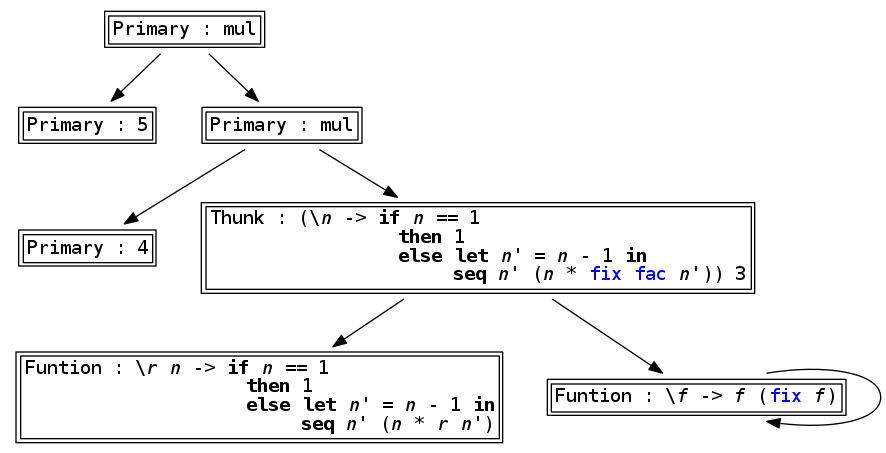 Primary : mul
Primary : 5
Primary : mul
Primary : 4
Thunk : (\n -> if n == 1
then 1
else let n' = n - 1 in
seq n' (n * fix fac n')) 3
Funtion : \r n -> if n == 1
then 1
else let n' = n - 1 in
seq n' (n * r n')
Funtion : \f -> f (fix f)